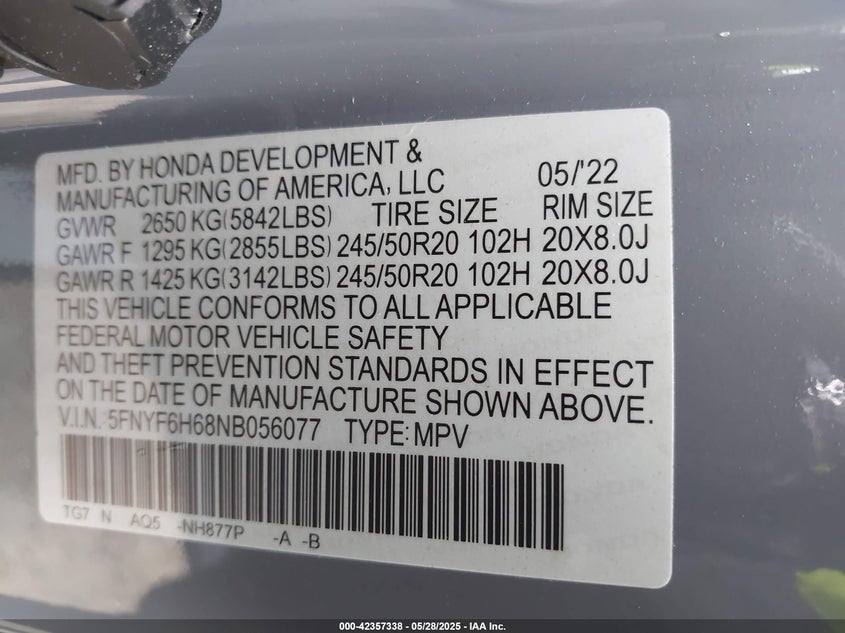 MFD. BY HONDA DEVELOPMENT &
MANUFACTURING OF AMERICA, LLC 05/'22
GVWR 2650 KG(5842LBS) TIRE SIZE RIM SIZE
GAWR F 1295 KG(2855LBS) 245/50R20 102H 20X8.0J
GAWR R 1425 KG(3142LBS) 245/50R20 102H 20X8.0J
THIS VEHICLE CONFORMS TO ALL APPLICABLE
FEDERAL MOTOR VEHICLE SAFETY
AND THEFT PREVENTION STANDARDS IN EFFECT
ON THE DATE OF MANUFACTURE SHOWN ABOVE.
V.I.N.:5FNYF6H68NB056077 TYPE:MPV
TG7 N AQ5 -NH877P -A -B
000-42357338 - 05/28/2025 - IAA Inc.